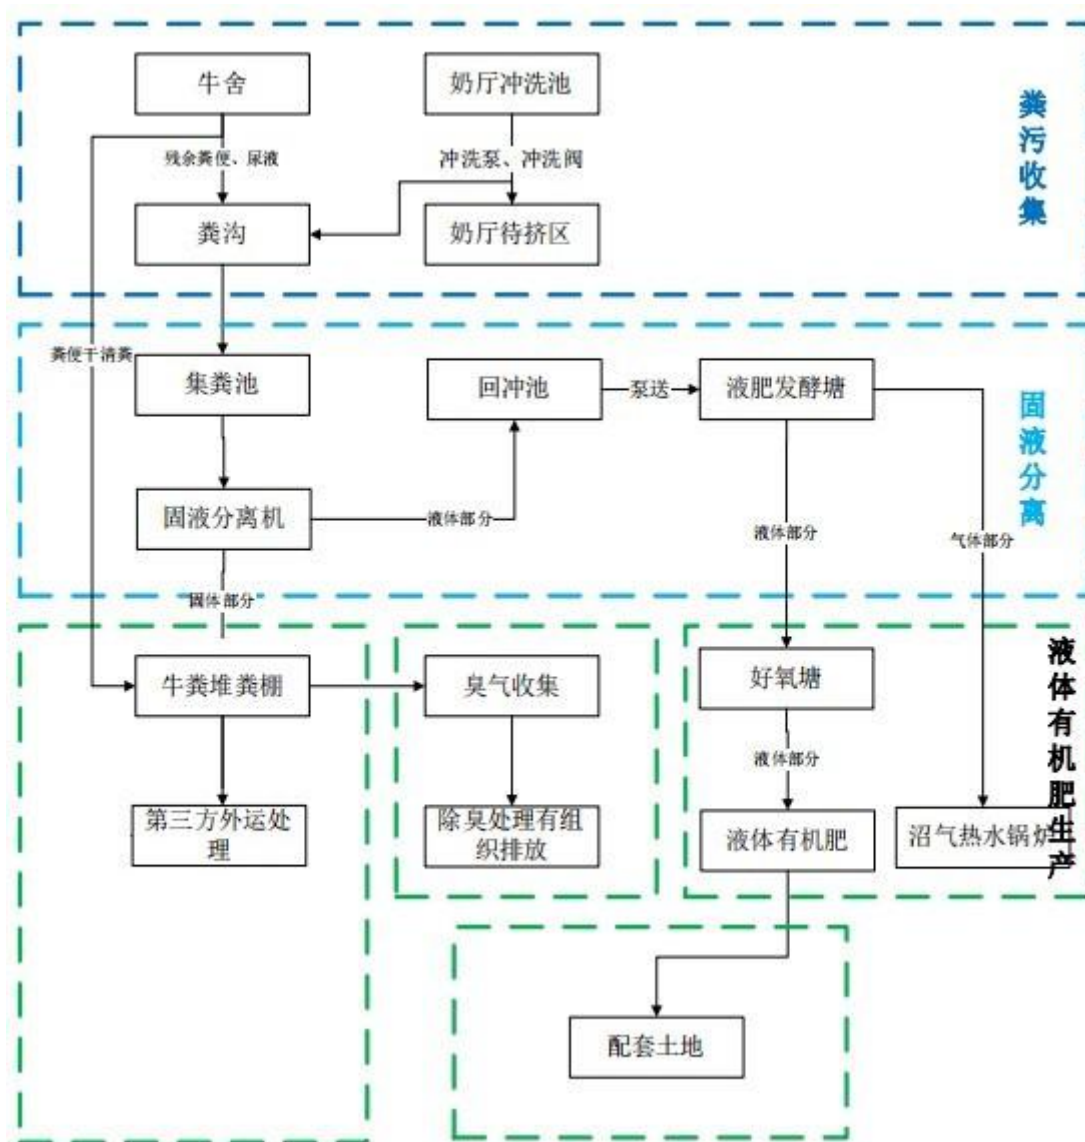 牛舍
奶厅冲洗池
粪污收集
残余粪便、尿液
冲洗泵、冲洗阀
粪沟
奶厅待挤区
粪便干清粪
集粪池
回冲池
泵送
液肥发酵塘
固液分离
固液分离机
液体部分
液体部分
气体部分
固体部分
牛粪堆粪棚
臭气收集
好氧塘
液体有机肥生产
液体部分
第三方外运处
理
除臭处理有组
织排放
液体有机肥
沼气热水锅炉
配套土地